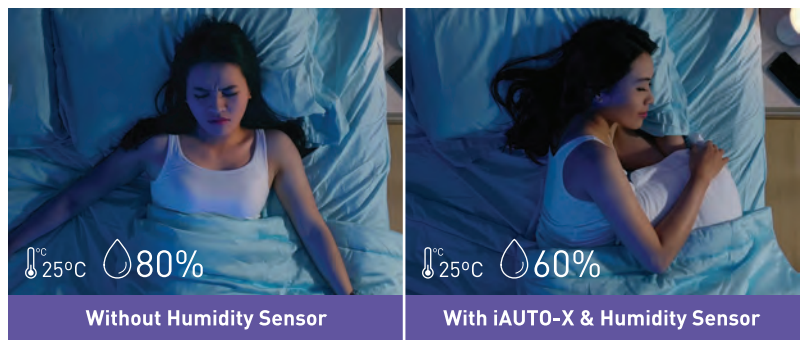 °C 25°C 80%
Without Humidity Sensor
°C 25°C 60%
With iAUTO-X & Humidity Sensor